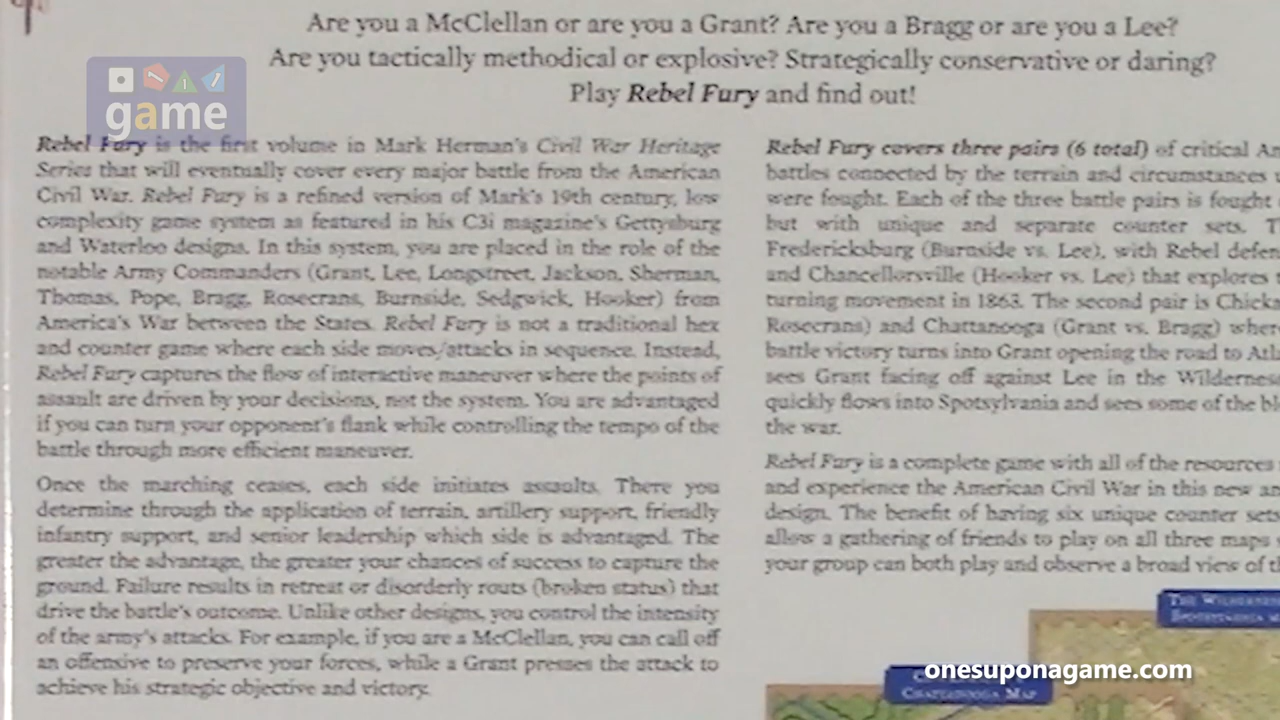 Are you a McClellan or are you a Grant? Are you a Bragg or are you a Lee?
Are you tactically methodical or explosive? Strategically conservative or daring?
Play Rebel Fury and find out!
game
Rebel Fury is the first volume in Mark Herman's Civil War Heritage
Series that will eventually cover every major battle from the American
Civil War. Rebel Fury is a refined version of Mark's 19th century, low
complexity game system as featured in his C3i magazine's Gettysburg
and Waterloo designs. In this system, you are placed in the role of the
notable Army Commanders (Grant, Lee, Longstreet, Jackson, Sherman,
Thomas, Pope, Bragg, Rosecrans, Burnside, Sedgwick, Hooker) from
America's War between the States. Rebel Fury is not a traditional hex
and counter game where each side moves/attacks in sequence. Instead,
Rebel Fury captures the flow of interactive maneuver where the points of
assault are driven by your decisions, not the system. You are advantaged
if you can turn your opponent's flank while controlling the tempo of the
battle through more efficient maneuver.
Once the marching ceases, each side initiates assaults. There you
determine through the application of terrain, artillery support, friendly
infantry support, and senior leadership which side is advantaged. The
greater the advantage, the greater your chances of success to capture the
ground. Failure results in retreat or disorderly routs (broken status) that
drive the battle's outcome. Unlike other designs, you control the intensity
of the army's attacks. For example, if you are a McClellan, you can call off
an offensive to preserve your forces, while a Grant presses the attack to
achieve his strategic objective and victory.
Rebel Fury covers three pairs (6 total) of critical Am
battles connected by the terrain and circumstances
were fought. Each of the three battle pairs is fought
but with unique and separate counter sets. T
Fredericksburg (Burnside vs. Lee), with Rebel defen
and Chancellorsville (Hooker vs. Lee) that explores
turning movement in 1863. The second pair is Chick
Rosecrans) and Chattanooga (Grant vs. Bragg) wher
battle victory turns into Grant opening the road to Atl
sees Grant facing off against Lee in the Wildernes
quickly flows into Spotsylvania and sees some of the bl
the war.
Rebel Fury is a complete game with all of the resources
and experience the American Civil War in this new a
design. The benefit of having six unique counter sets
allow a gathering of friends to play on all three maps
your group can both play and observe a broad view of th
The Wilderness
Spotsylvania M
Chattanooga Map
onesuponagame.com